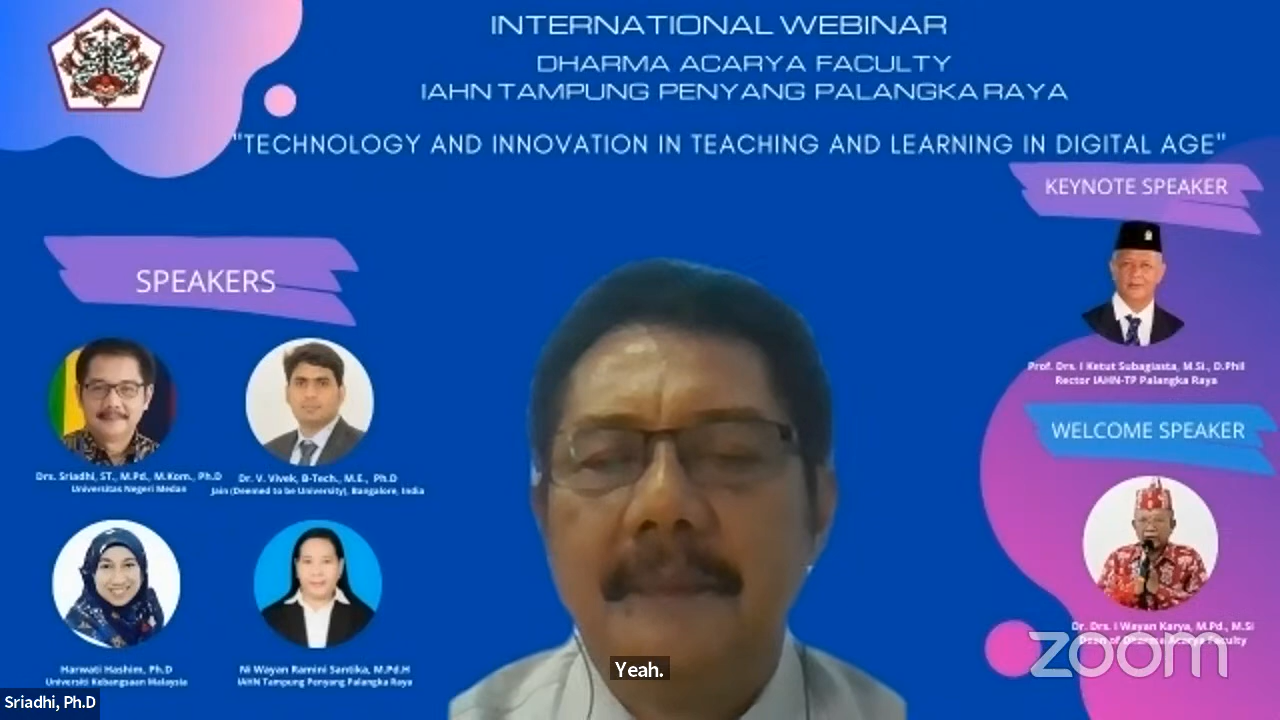 INTERNATIONAL WEBINAR
DHARMA ACARYA FACULTY
IAHN TAMPUNG PENYANG PALANGKA RAYA
"TECHNOLOGY AND INNOVATION IN TEACHING AND LEARNING IN DIGITAL AGE"
KEYNOTE SPEAKER
Prof. Drs. I Ketut Subagiasta, M.Si., D.Phil
Rector IAHN-TP Palangka Raya
SPEAKERS
Drs. Sriadhi, ST., M.Pd., M.Kom., Ph.D
Universitas Negeri Medan
Dr. V. Vivek, B-Tech., M.E., Ph.D
Jain (Deemed to be University), Bangalore, India
Harwati Hashim, Ph.D
Universiti Kebangsaan Malaysia
Ni Wayan Ramini Santika, M.Pd.H
IAHN Tampung Penyang Palangka Raya
WELCOME SPEAKER
Dr. Drs. I Wayan Karya, M.Pd., M.Si
Dean of Dharma Acarya Faculty
zoom
Yeah.
Sriadhi, Ph.D